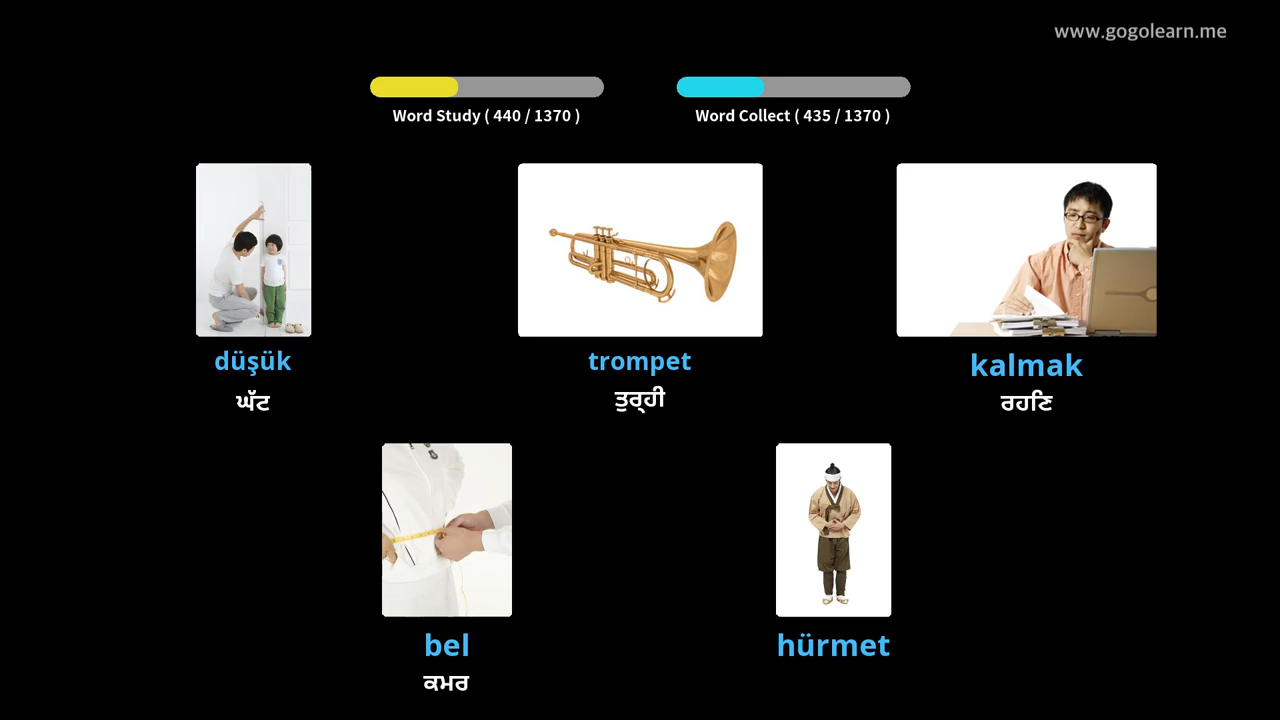 www.gogolearn.me
Word Study ( 440 / 1370 )
Word Collect ( 435 / 1370 )
düşük
ਘੱਟ
trompet
ਤੁਰ੍ਹੀ
kalmak
ਰਹਣਿ
bel
ਕਮਰ
hürmet